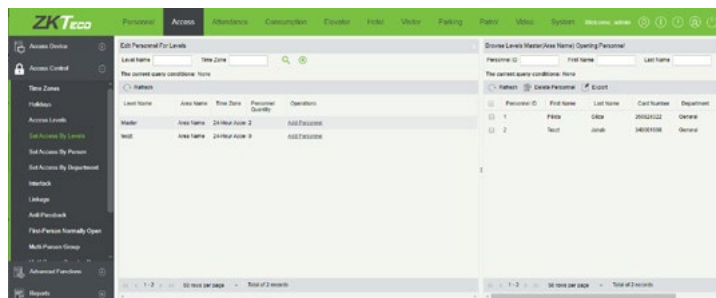 ZKTeco
Personnel Access Attendance Consumption Elevator Hotel Visitor Parking Patrol Video System Welcome, admin
Access Device
Access Control
Time Zones
Holidays
Access Levels
Set Access By Levels
Set Access By Person
Set Access By Department
Interlock
Linkage
Anti-Passback
First-Person Normally Open
Multi-Person Group
Advanced Functions
Reports
Edit Personnel For Levels
Level Name Time Zone
The current query conditions: None
Refresh
Level Name Area Name Time Zone Personnel Quantity Operations
Master Area Name 24-Hour Acce 2 Add Personnel
Area Name 24-Hour Acce 0 Add Personnel
1-2 50 rows per page Total of 2 records
Browse Levels Master(Area Name) Opening Personnel
Personnel ID First Name Last Name
The current query conditions: None
Refresh Delete Personnel Export
Personnel ID First Name Last Name Card Number Department
1 General
2 General
1-2 50 rows per page Total of 2 records